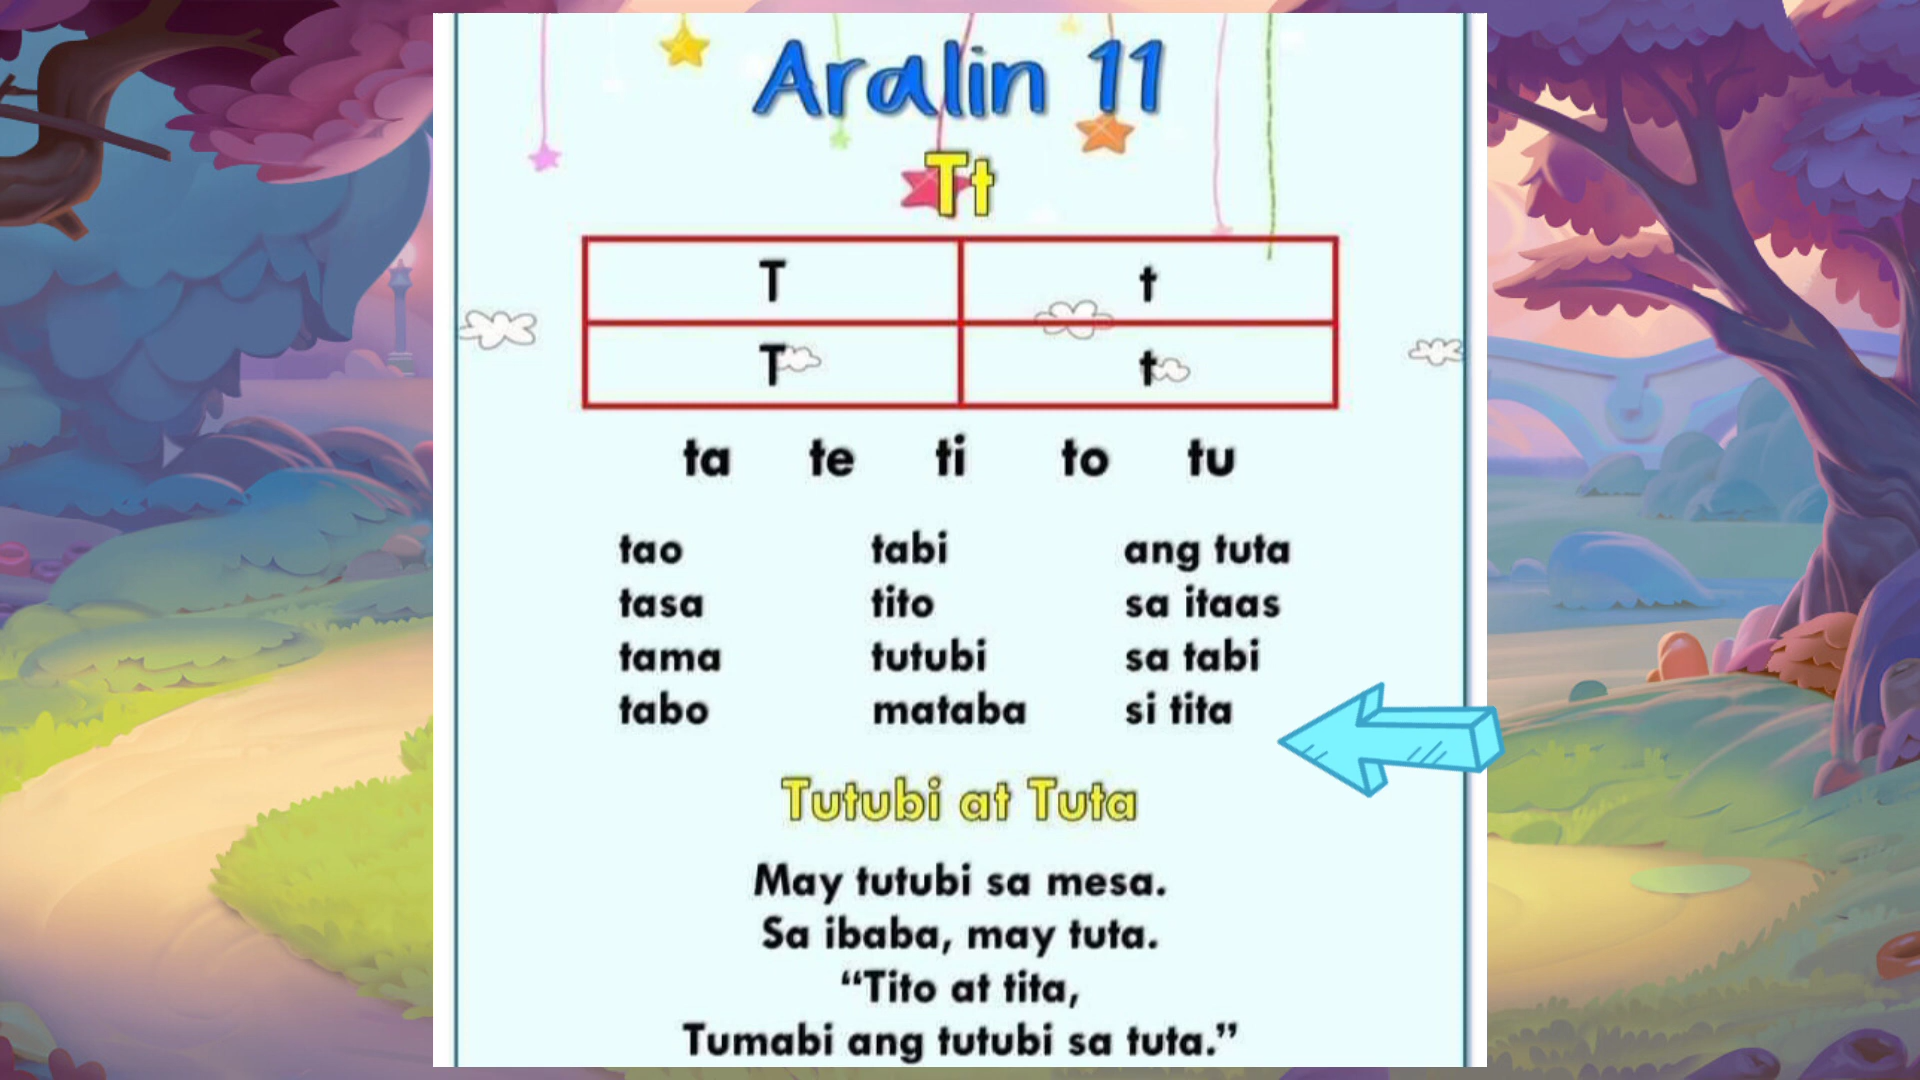 Aralin 11
Tt
T t
T t
ta te ti to tu
tao tabi ang tuta
tasa tito sa itaas
tama tutubi sa tabi
tabo mataba si tita
Tutubi at Tuta
May tutubi sa mesa.
Sa ibaba, may tuta.
“Tito at tita,
Tumabi ang tutubi sa tuta.”